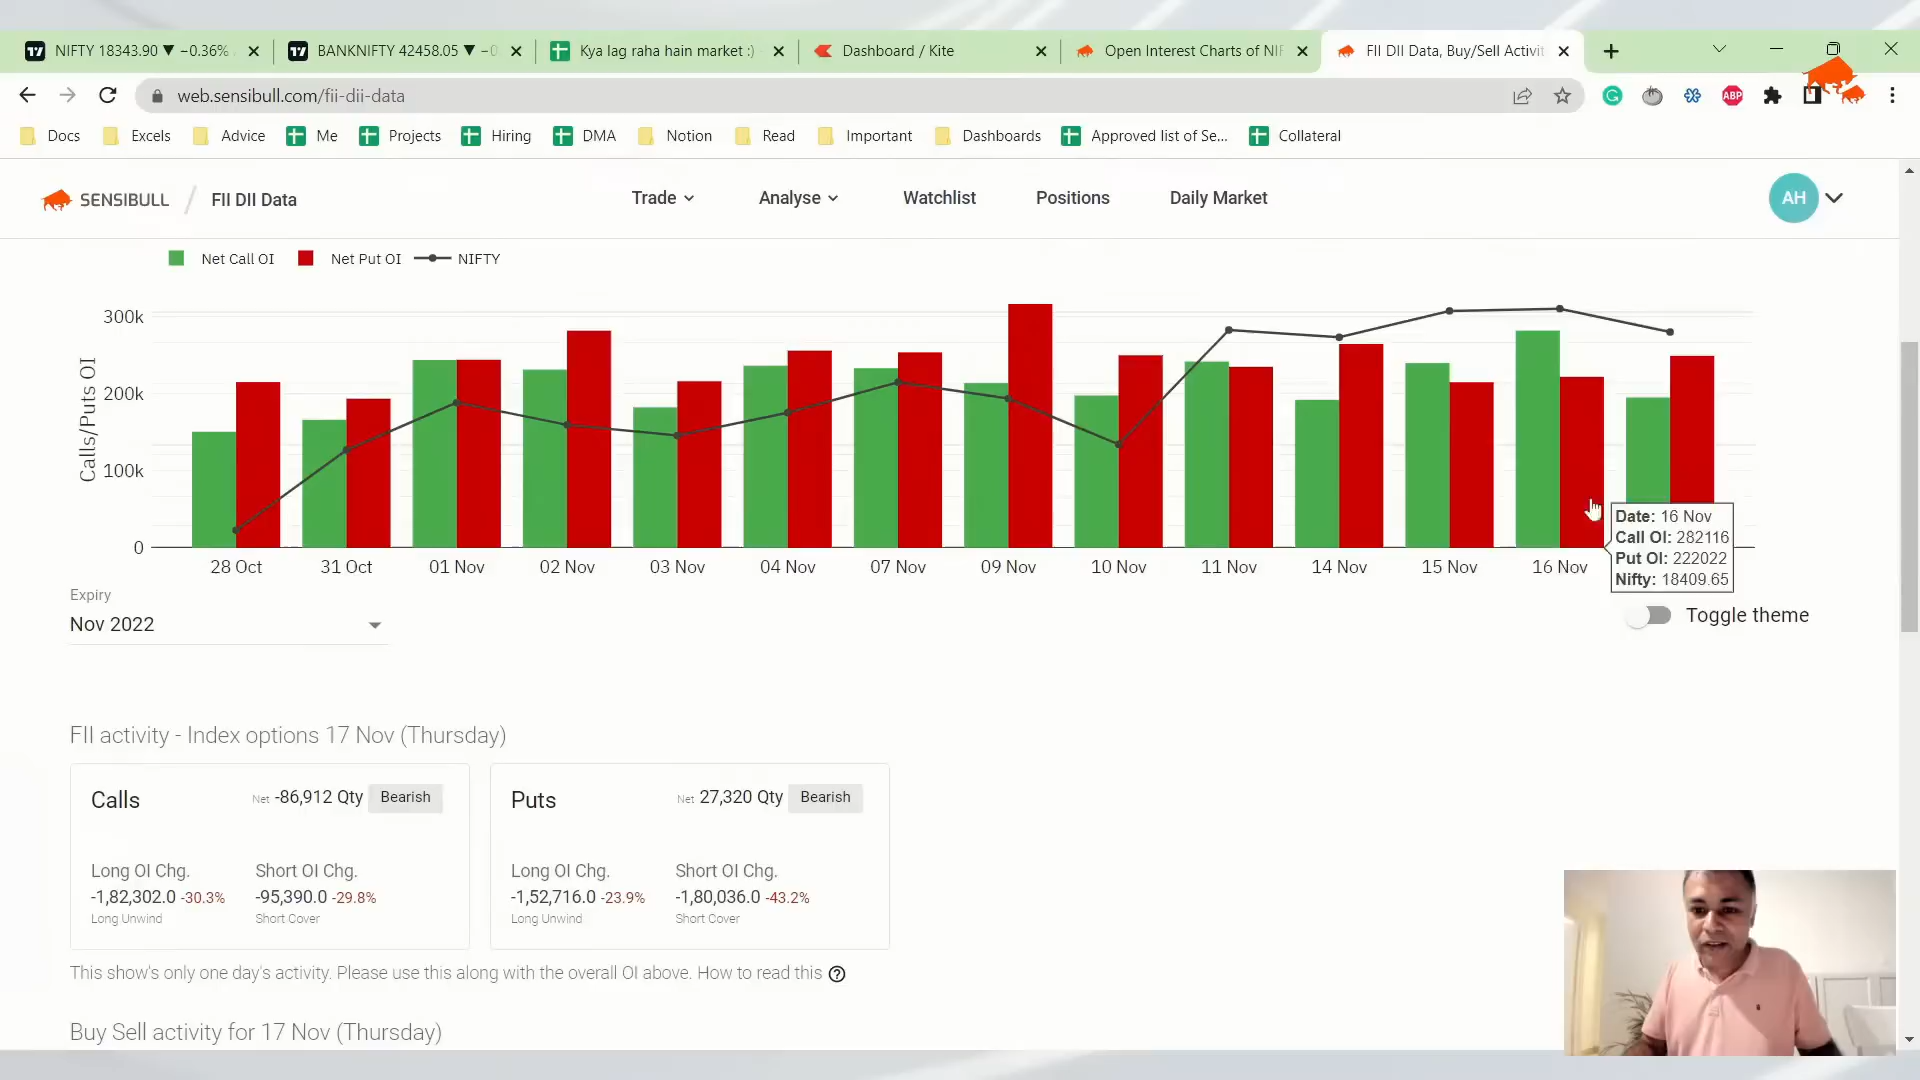 NIFTY 18343.90 ▼ −0.36%
BANKNIFTY 42458.05 ▼ −0
Kya lag raha hain market :)
Dashboard / Kite
Open Interest Charts of NIF
FII DII Data, Buy/Sell Activit
web.sensibull.com/fii-dii-data
ABP
Docs
Excels
Advice
Me
Projects
Hiring
DMA
Notion
Read
Important
Dashboards
Approved list of Se...
Collateral
SENSIBULL / FII DII Data
Trade
Analyse
Watchlist
Positions
Daily Market
AH
Net Call OI
Net Put OI
NIFTY
Calls/Puts OI
300k
200k
100k
0
28 Oct
31 Oct
01 Nov
02 Nov
03 Nov
04 Nov
07 Nov
09 Nov
10 Nov
11 Nov
14 Nov
15 Nov
16 Nov
Date: 16 Nov
Call OI: 282116
Put OI: 222022
Nifty: 18409.65
Expiry
Nov 2022
Toggle theme
FII activity - Index options 17 Nov (Thursday)
Calls
Net -86,912 Qty
Bearish
Long OI Chg.
-1,82,302.0 -30.3%
Long Unwind
Short OI Chg.
-95,390.0 -29.8%
Short Cover
Puts
Net 27,320 Qty
Bearish
Long OI Chg.
-1,52,716.0 -23.9%
Long Unwind
Short OI Chg.
-1,80,036.0 -43.2%
Short Cover
This show's only one day's activity. Please use this along with the overall OI above. How to read this ?
Buy Sell activity for 17 Nov (Thursday)